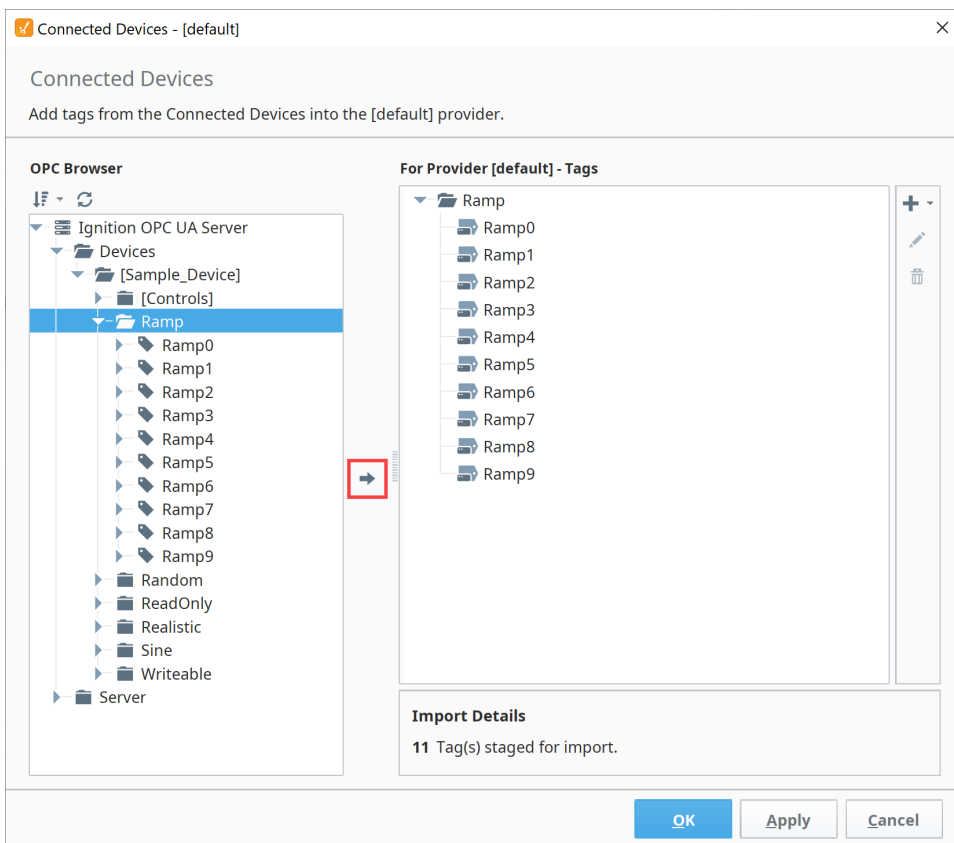 Connected Devices - [default]
Connected Devices
Add tags from the Connected Devices into the [default] provider.
OPC Browser
Ignition OPC UA Server
Devices
[Sample_Device]
[Controls]
Ramp
Ramp0
Ramp1
Ramp2
Ramp3
Ramp4
Ramp5
Ramp6
Ramp7
Ramp8
Ramp9
Random
ReadOnly
Realistic
Sine
Writeable
Server
For Provider [default] - Tags
Ramp
Ramp0
Ramp1
Ramp2
Ramp3
Ramp4
Ramp5
Ramp6
Ramp7
Ramp8
Ramp9
Import Details
11 Tag(s) staged for import.
OK Apply Cancel